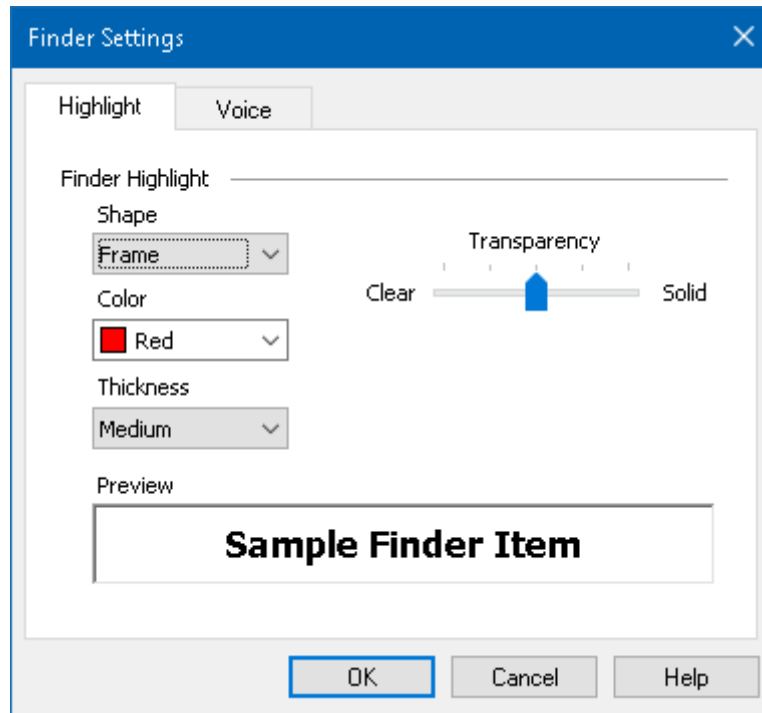 Finder Settings
Highlight Voice
Finder Highlight
Shape
Frame
Transparency
Clear Solid
Color
Red
Thickness
Medium
Preview
Sample Finder Item
OK Cancel Help